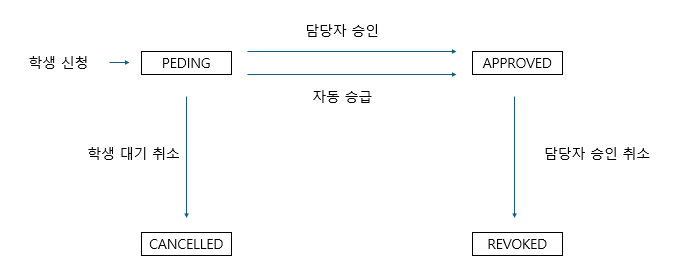 담당자 승인
학생 신청
PEDING
APPROVED
자동 승급
학생 대기 취소
담당자 승인 취소
CANCELLED
REVOKED